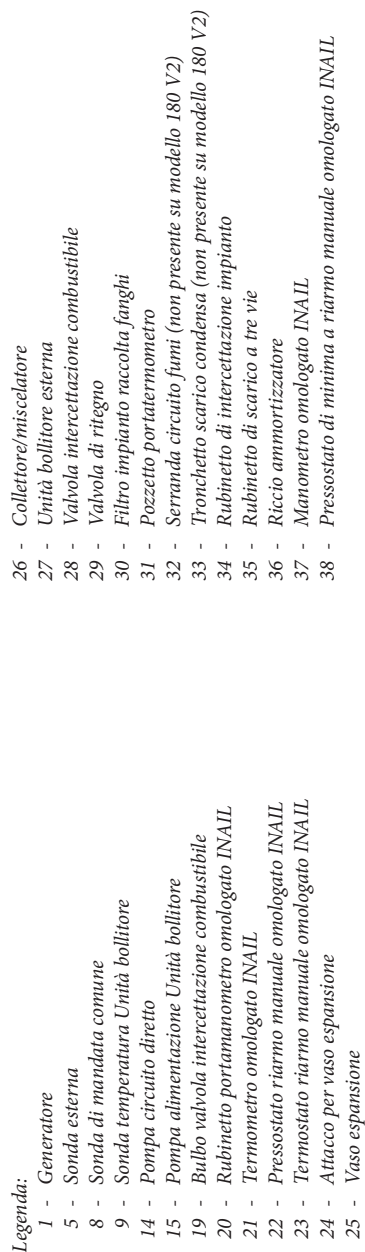 Legenda:
1 - Generatore
5 - Sonda esterna
8 - Sonda di mandata comune
9 - Sonda temperatura Unità bollitore
14 - Pompa circuito diretto
15 - Pompa alimentazione Unità bollitore
19 - Bulbo valvola intercettazione combustibile
20 - Rubinetto portamanometro omologato INAIL
21 - Termometro omologato INAIL
22 - Pressostato riarmo manuale omologato INAIL
23 - Termostato riarmo manuale omologato INAIL
24 - Attacco per vaso espansione
25 - Vaso espansione
26 - Collettore/miscelatore
27 - Unità bollitore esterna
28 - Valvola intercettazione combustibile
29 - Valvola di ritegno
30 - Filtro impianto raccolta fanghi
31 - Pozzetto portatermometro
32 - Serranda circuito fumi (non presente su modello 180 V2)
33 - Tronchetto scarico condensa (non presente su modello 180 V2)
34 - Rubinetto di intercettazione impianto
35 - Rubinetto di scarico a tre vie
36 - Riccio ammortizzatore
37 - Manometro omologato INAIL
38 - Pressostato di minima a riarmo manuale omologato INAIL